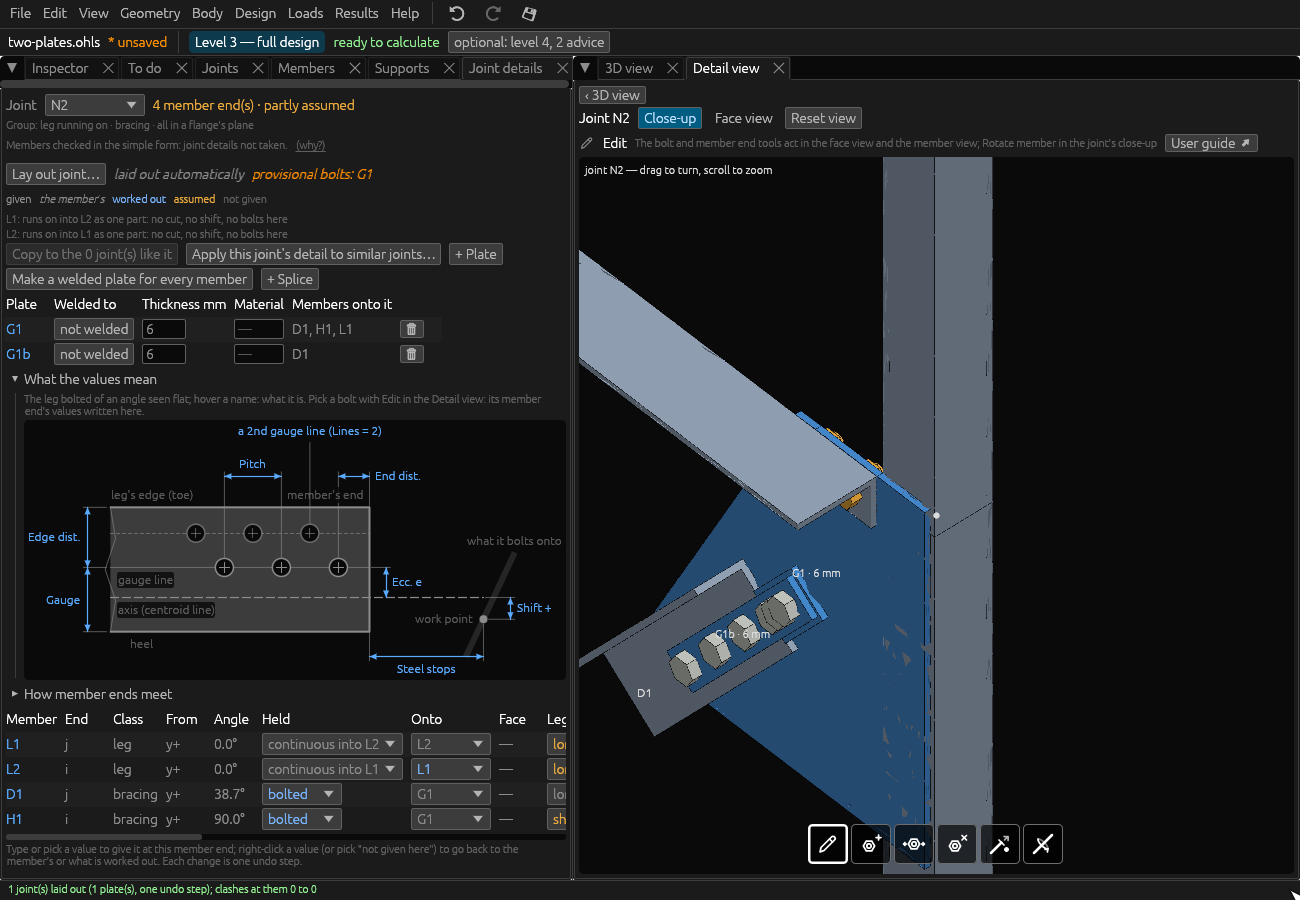 File Edit View Geometry Body Design Loads Results Help
two-plates.ohls * unsaved Level 3 — full design ready to calculate optional: level 4, 2 advice
Inspector To do Joints Members Supports Joint details
3D view Detail view
‹ 3D view
Joint N2 4 member end(s) · partly assumed
Group: leg running on · bracing · all in a flange's plane
Members checked in the simple form: joint details not taken. (why?)
Lay out joint... laid out automatically provisional bolts: G1
given the member's worked out assumed not given
L1: runs on into L2 as one part: no cut, no shift, no bolts here
L2: runs on into L1 as one part: no cut, no shift, no bolts here
Copy to the 0 joint(s) like it Apply this joint's detail to similar joints... + Plate
Make a welded plate for every member + Splice
Plate Welded to Thickness mm Material Members onto it
G1 not welded 6 — D1, H1, L1
G1b not welded 6 — D1
What the values mean
The leg bolted of an angle seen flat; hover a name: what it is. Pick a bolt with Edit in the Detail view: its member
end's values written here.
a 2nd gauge line (Lines = 2)
Pitch
End dist.
leg's edge (toe)
member's end
Edge dist.
what it bolts onto
gauge line
Ecc. e
Gauge
axis (centroid line)
Shift +
work point
heel
Steel stops
How member ends meet
Member End Class From Angle Held Onto Face Leg
L1 j leg y+ 0.0° continuous into L2 L2 — lo
L2 i leg y+ 0.0° continuous into L1 L1 — lo
D1 j bracing y+ 38.7° bolted G1 — lo
H1 i bracing y+ 90.0° bolted G1 — sh
Type or pick a value to give it at this member end; right-click a value (or pick "not given here") to go back to the
member's or what is worked out. Each change is one undo step.
Joint N2 Close-up Face view Reset view
Edit The bolt and member end tools act in the face view and the member view; Rotate member in the joint's close-up User guide
joint N2 — drag to turn, scroll to zoom
G1 · 6 mm
G1b · 6 mm
D1
1 joint(s) laid out (1 plate(s), one undo step); clashes at them 0 to 0